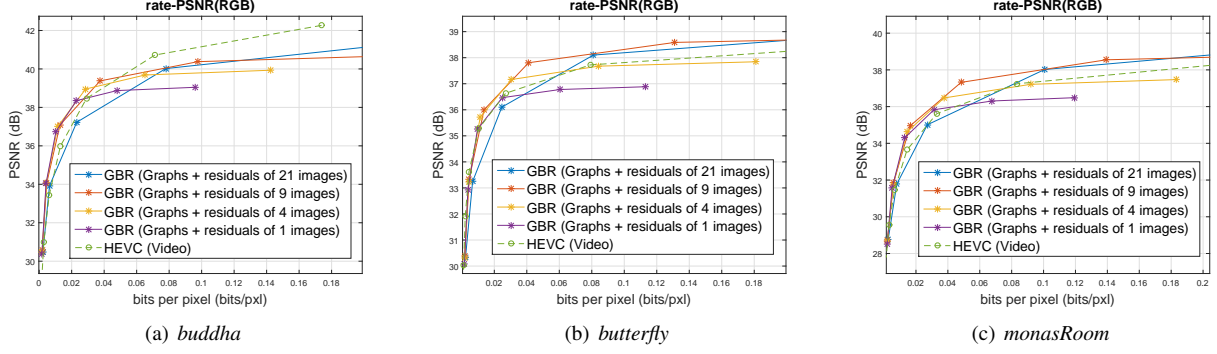 rate-PSNR(RGB)
PSNR (dB)
42
40
38
36
34
32
30
GBR (Graphs + residuals of 21 images)
GBR (Graphs + residuals of 9 images)
GBR (Graphs + residuals of 4 images)
GBR (Graphs + residuals of 1 images)
HEVC (Video)
0 0.02 0.04 0.06 0.08 0.1 0.12 0.14 0.16 0.18
bits per pixel (bits/pxl)
(a) buddha
rate-PSNR(RGB)
PSNR (dB)
39
38
37
36
35
34
33
32
31
30
GBR (Graphs + residuals of 21 images)
GBR (Graphs + residuals of 9 images)
GBR (Graphs + residuals of 4 images)
GBR (Graphs + residuals of 1 images)
HEVC (Video)
0.02 0.04 0.06 0.08 0.1 0.12 0.14 0.16 0.18
bits per pixel (bits/pxl)
(b) butterfly
rate-PSNR(RGB)
PSNR (dB)
40
38
36
34
32
30
28
GBR (Graphs + residuals of 21 images)
GBR (Graphs + residuals of 9 images)
GBR (Graphs + residuals of 4 images)
GBR (Graphs + residuals of 1 images)
HEVC (Video)
0.02 0.04 0.06 0.08 0.1 0.12 0.14 0.16 0.18 0.2
bits per pixel (bits/pxl)
(c) monasRoom